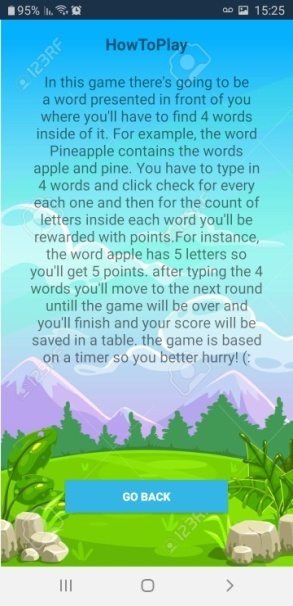 95% 15:25
HowToPlay
In this game there's going to be
a word presented in front of you
where you'll have to find 4 words
inside of it. For example, the word
Pineapple contains the words
apple and pine. You have to type in
4 words and click check for every
each one and then for the count of
letters inside each word you'll be
rewarded with points.For instance,
the word apple has 5 letters so
you'll get 5 points. after typing the 4
words you'll move to the next round
untill the game will be over and
you'll finish and your score will be
saved in a table. the game is based
on a timer so you better hurry! (:
GO BACK
123RF
123RF
123RF
123RF